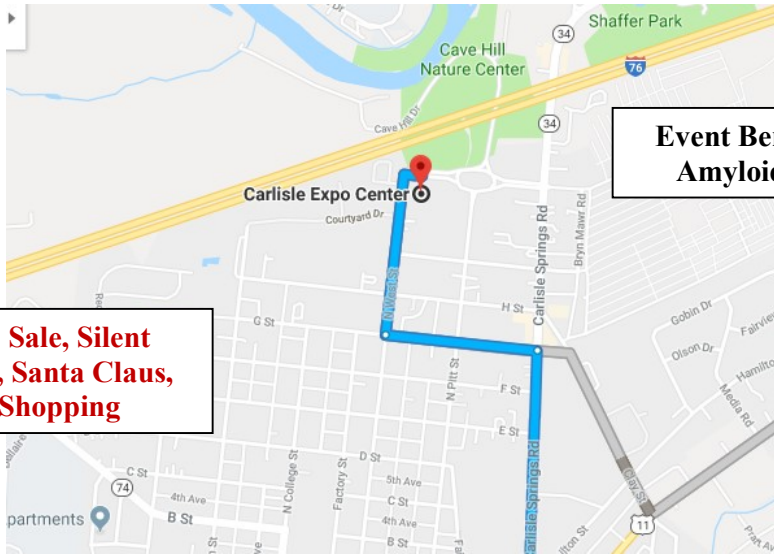 Shaffer Park
34
Cave Hill
Nature Center
76
Cave Hill Dr
34
Event
Carlisle Expo Center
Courtyard Dr
Carlisle Springs Rd
Bryn Mawr Rd
N West St
H St
Gobin Dr
Sale, Silent
, Santa Claus,
Shopping
G St
Olson Dr
N Pitt St
F St
Media Rd
E St
Carlisle Springs Rd
D St
C St
74
N College St
Factory St
5th Ave
4th Ave
C St
Clay St
B St
4th Ave
B St
11